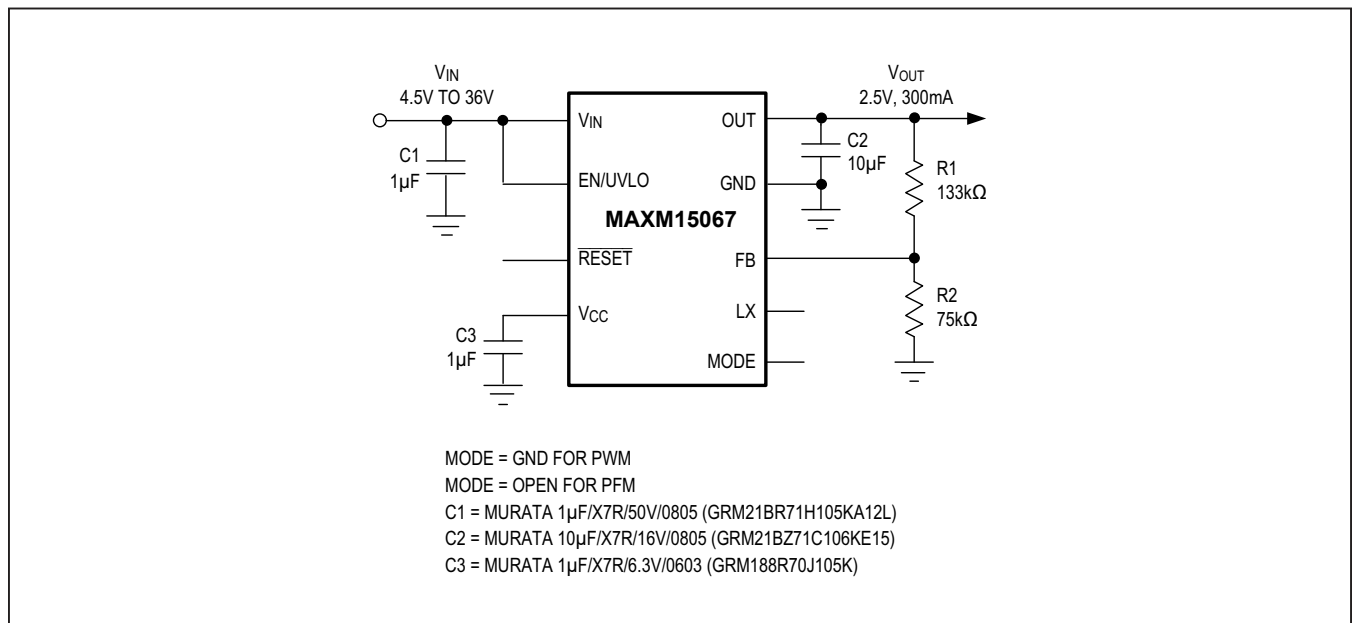 VIN
4.5V TO 36V
VOUT
2.5V, 300mA
VIN
OUT
C1
1µF
C2
10µF
R1
133kΩ
EN/UVLO
GND
MAXM15067
RESET
FB
VCC
LX
R2
75kΩ
C3
1µF
MODE
MODE = GND FOR PWM
MODE = OPEN FOR PFM
C1 = MURATA 1µF/X7R/50V/0805 (GRM21BR71H105KA12L)
C2 = MURATA 10µF/X7R/16V/0805 (GRM21BZ71C106KE15)
C3 = MURATA 1µF/X7R/6.3V/0603 (GRM188R70J105K)